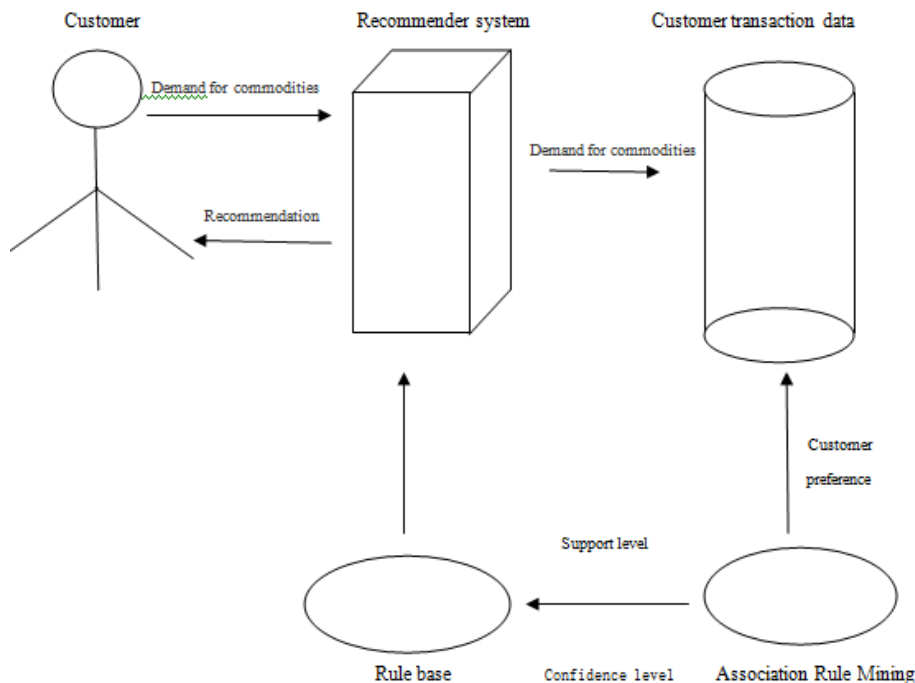 Customer
Recommender system
Customer transaction data
Demand for commodities
Demand for commodities
Recommendation
Customer
preference
Support level
Rule base
Confidence level
Association Rule Mining